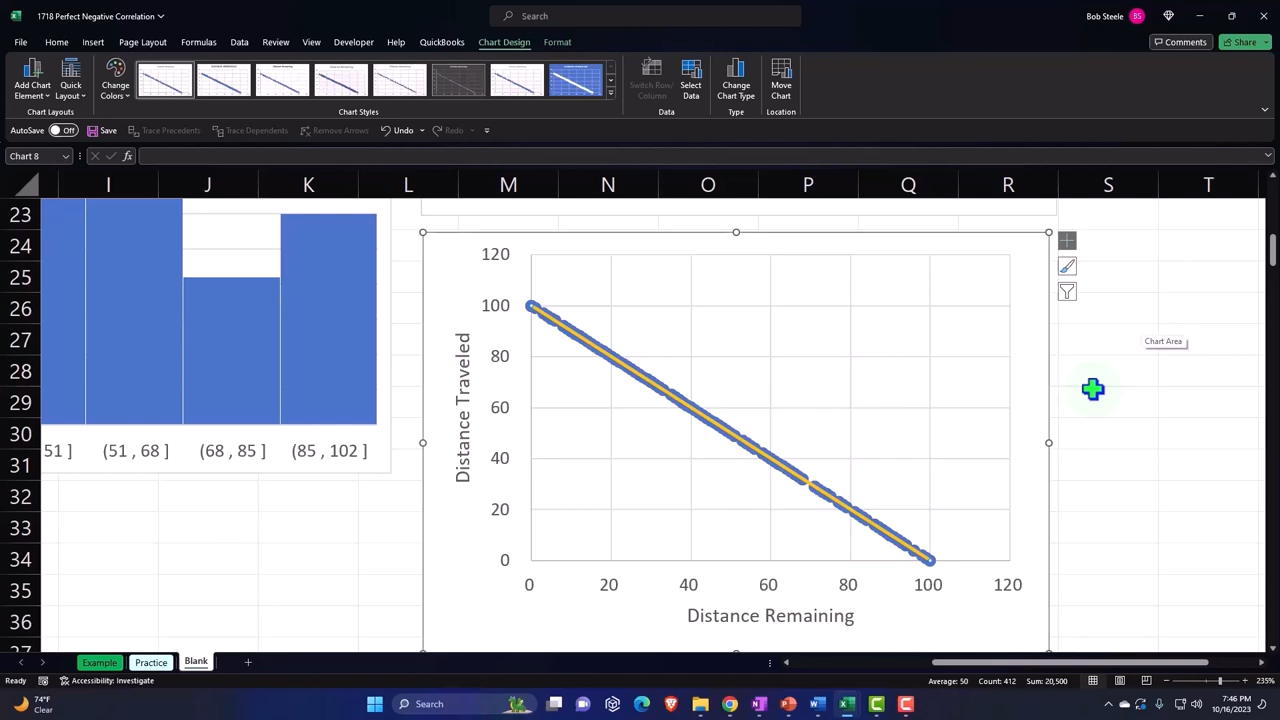 1718 Perfect Negative Correlation
Search
Bob Steele
BS
File
Home
Insert
Page Layout
Formulas
Data
Review
View
Developer
Help
QuickBooks
Chart Design
Format
Comments
Share
Add Chart
Element
Quick
Layout
Change
Colors
Switch Row/
Column
Select
Data
Change
Chart Type
Move
Chart
Chart Layouts
Chart Styles
Data
Type
Location
AutoSave
Off
Save
Trace Precedents
Trace Dependents
Remove Arrows
Undo
Redo
Chart 8
fx
I J K L M N O P Q R S T
23
24
25
26
27
28
29
30
31
32
33
34
35
36
51 ]
(51 , 68 ]
(68 , 85 ]
(85 , 102 ]
120
100
80
60
40
20
0
Distance Traveled
0 20 40 60 80 100 120
Distance Remaining
Chart Area
Example
Practice
Blank
Ready
Accessibility: Investigate
Average: 50
Count: 412
Sum: 20,500
235%
74°F
Clear
Search
7:46 PM
10/16/2023